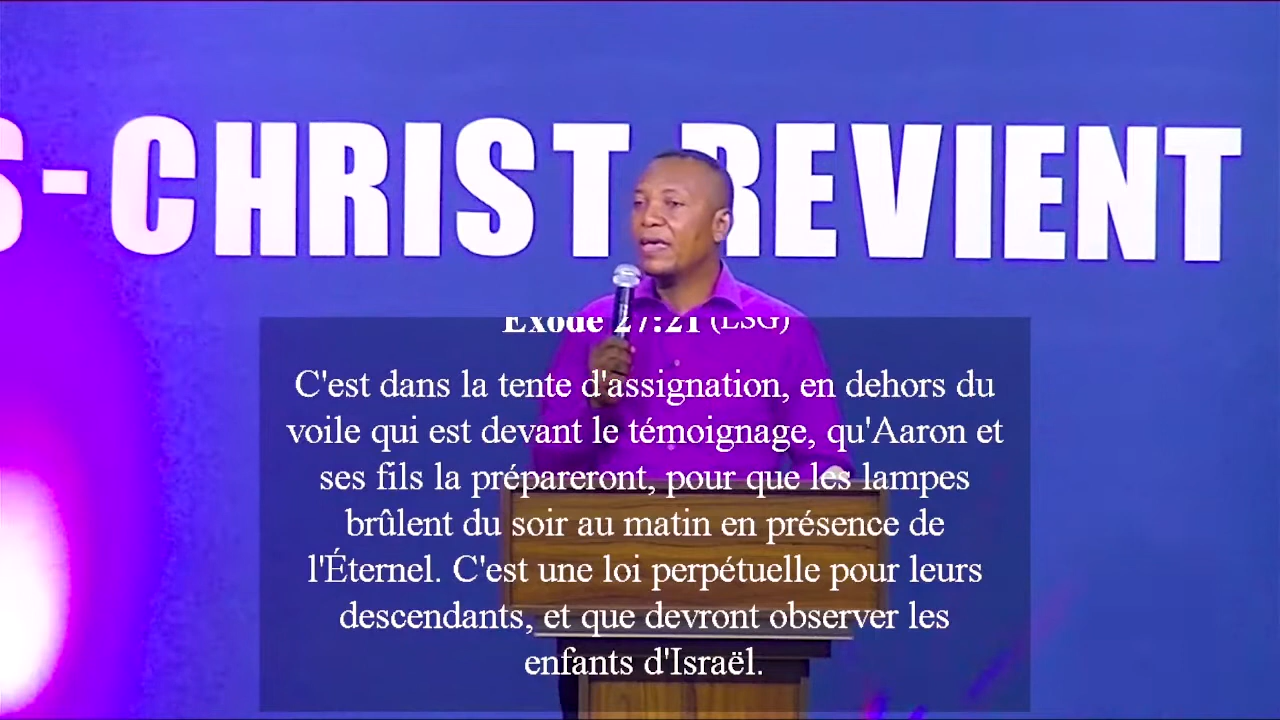 S-CHRIST REVIENT
Exode 27:21 (LSG)
C'est dans la tente d'assignation, en dehors du
voile qui est devant le témoignage, qu'Aaron et
ses fils la prépareront, pour que les lampes
brûlent du soir au matin en présence de
l'Éternel. C'est une loi perpétuelle pour leurs
descendants, et que devront observer les
enfants d'Israël.